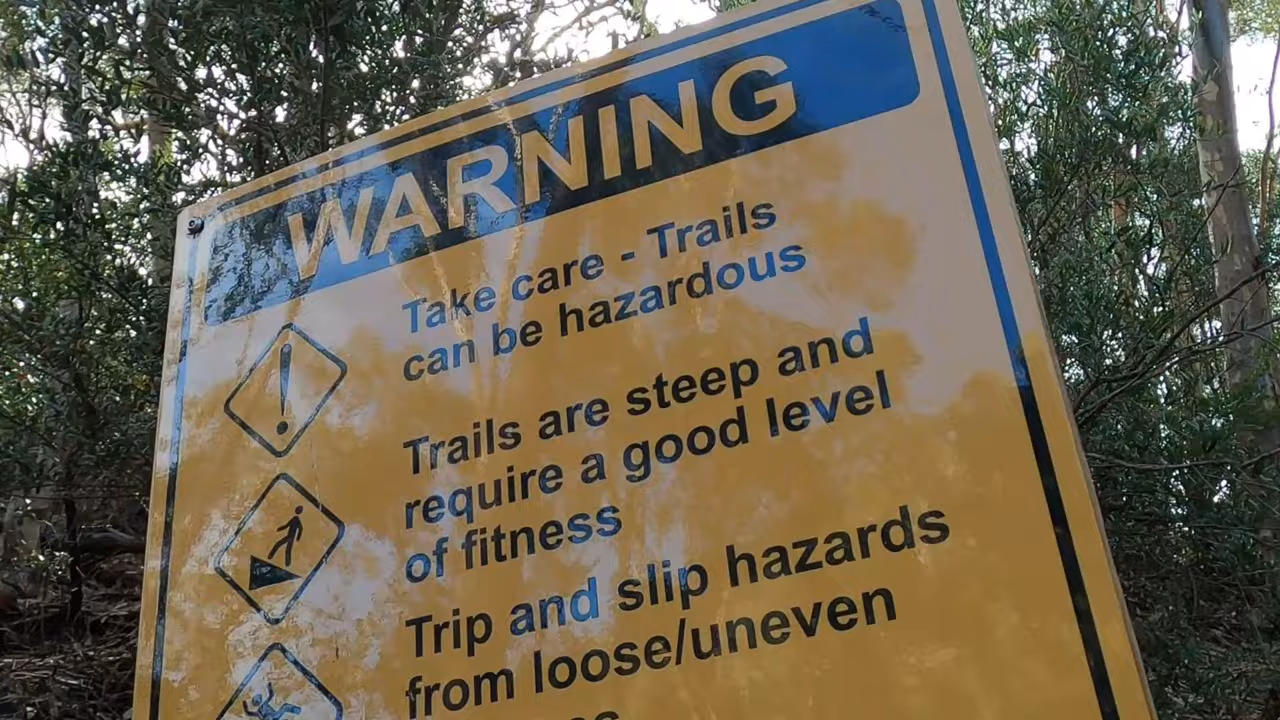 WARNING
Take care - Trails
can be hazardous
Trails are steep and
require a good level
of fitness
Trip and slip hazards
from loose/uneven